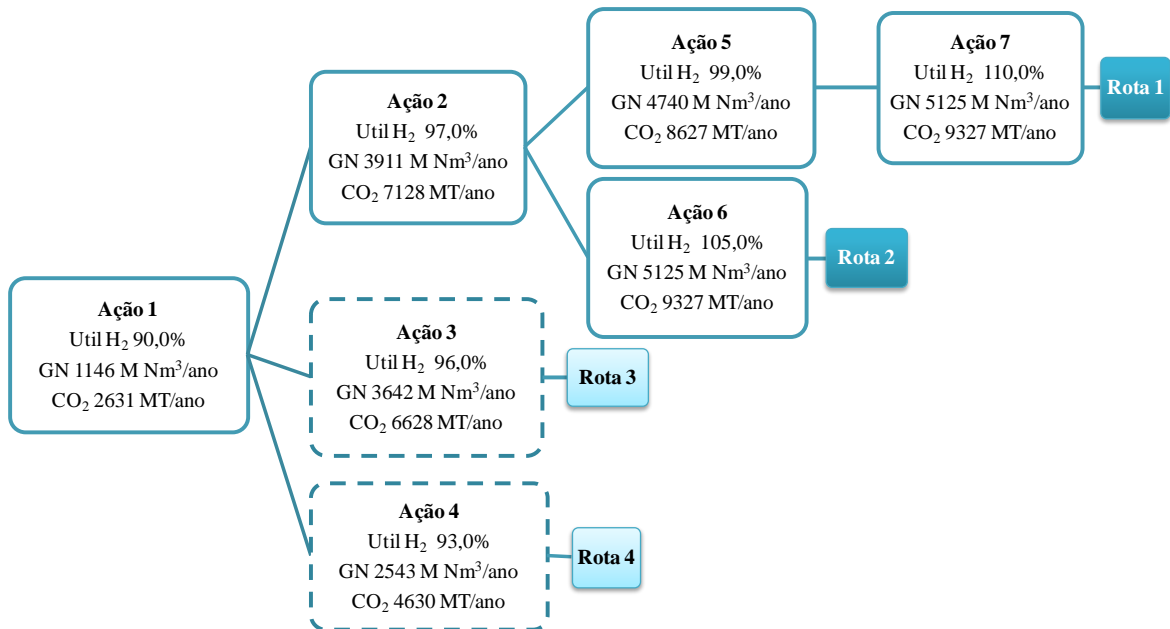 Ação 5
Util H₂ 99,0%
GN 4740 M Nm³/ano
CO₂ 8627 MT/ano
Ação 7
Util H₂ 110,0%
GN 5125 M Nm³/ano
CO₂ 9327 MT/ano
Rota 1
Ação 2
Util H₂ 97,0%
GN 3911 M Nm³/ano
CO₂ 7128 MT/ano
Ação 6
Util H₂ 105,0%
GN 5125 M Nm³/ano
CO₂ 9327 MT/ano
Rota 2
Ação 1
Util H₂ 90,0%
GN 1146 M Nm³/ano
CO₂ 2631 MT/ano
Ação 3
Util H₂ 96,0%
GN 3642 M Nm³/ano
CO₂ 6628 MT/ano
Rota 3
Ação 4
Util H₂ 93,0%
GN 2543 M Nm³/ano
CO₂ 4630 MT/ano
Rota 4